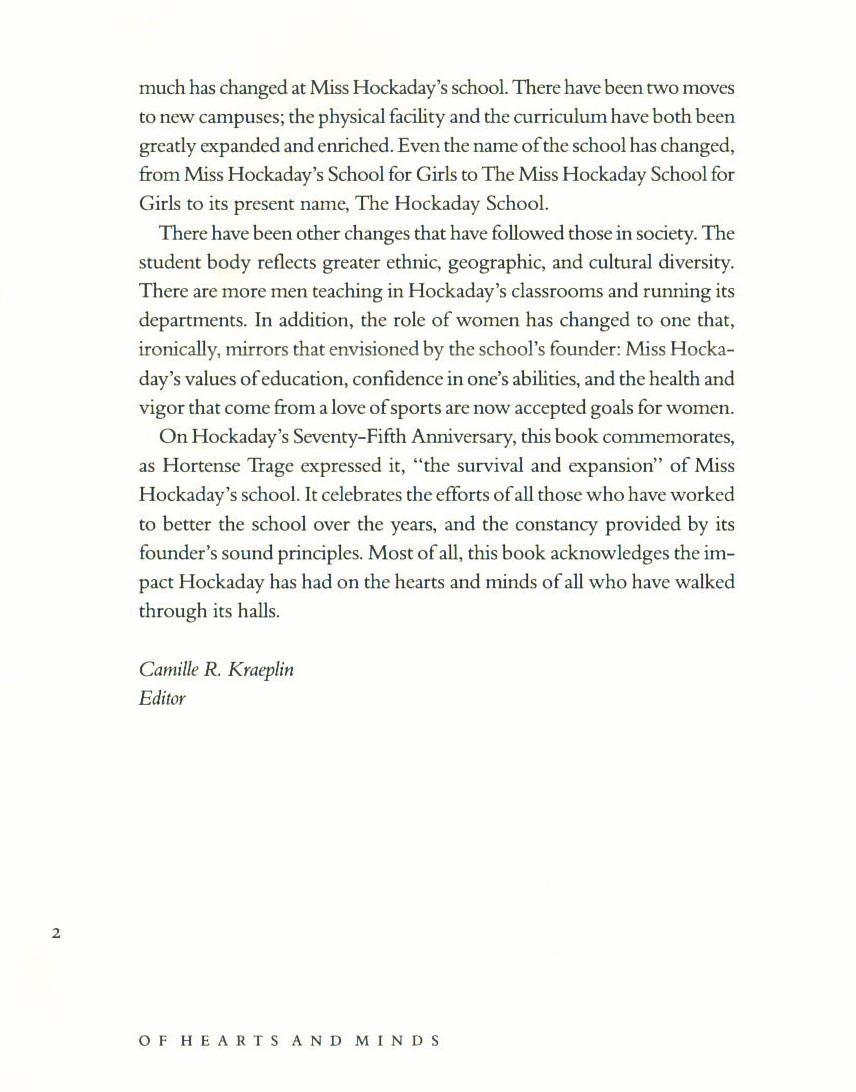 much has changed at Miss Hockaday's school. There have been two moves
to new campuses; the physical facility and the curriculum have both been
greatly expanded and enriched. Even the name of the school has changed,
from Miss Hockaday's School for Girls to The Miss Hockaday School for
Girls to its present name, The Hockaday School.
There have been other changes that have followed those in society. The
student body reflects greater ethnic, geographic, and cultural diversity.
There are more men teaching in Hockaday's classrooms and running its
departments. In addition, the role of women has changed to one that,
ironically, mirrors that envisioned by the school's founder: Miss Hocka-
day's values of education, confidence in one's abilities, and the health and
vigor that come from a love of sports are now accepted goals for women.
On Hockaday's Seventy-Fifth Anniversary, this book commemorates,
as Hortense Trage expressed it, "the survival and expansion" of Miss
Hockaday's school. It celebrates the efforts of all those who have worked
to better the school over the years, and the constancy provided by its
founder's sound principles. Most of all, this book acknowledges the im-
pact Hockaday has had on the hearts and minds of all who have walked
through its halls.
Camille R. Kraeplin
Editor
2
OF HEARTS AND MINDS